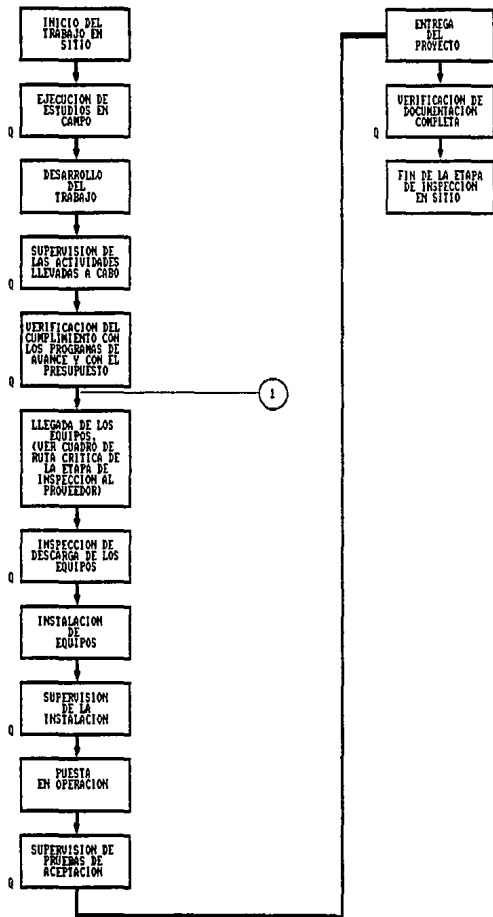 INICIO DEL
TRABAJO EN
SITIO
EJECUCION DE
ESTUDIOS EN
CAMPO
Q
DESARROLLO
DEL
TRABAJO
SUPERVISION DE
LAS ACTIVIDADES
LLEVADAS A CABO
Q
VERIFICACION DEL
CUMPLIMIENTO CON
LOS PROGRAMAS DE
AVANCE Y CON EL
PRESUPUESTO
Q
1
LLEGADA DE LOS
EQUIPOS.
(VER CUADRO DE
RUTA CRITICA DE
LA ETAPA DE
INSPECCION AL
PROVEEDOR)
INSPECCION DE
DESCARGA DE LOS
EQUIPOS
Q
INSTALACION
DE
EQUIPOS
SUPERVISION
DE LA
INSTALACION
Q
PUESTA
EN OPERACION
SUPERVISION DE
PRUEBAS DE
ACEPTACION
Q
ENTREGA
DEL
PROYECTO
VERIFICACION DE
DOCUMENTACION
COMPLETA
Q
FIN DE LA ETAPA
DE INSPECCION
EN SITIO